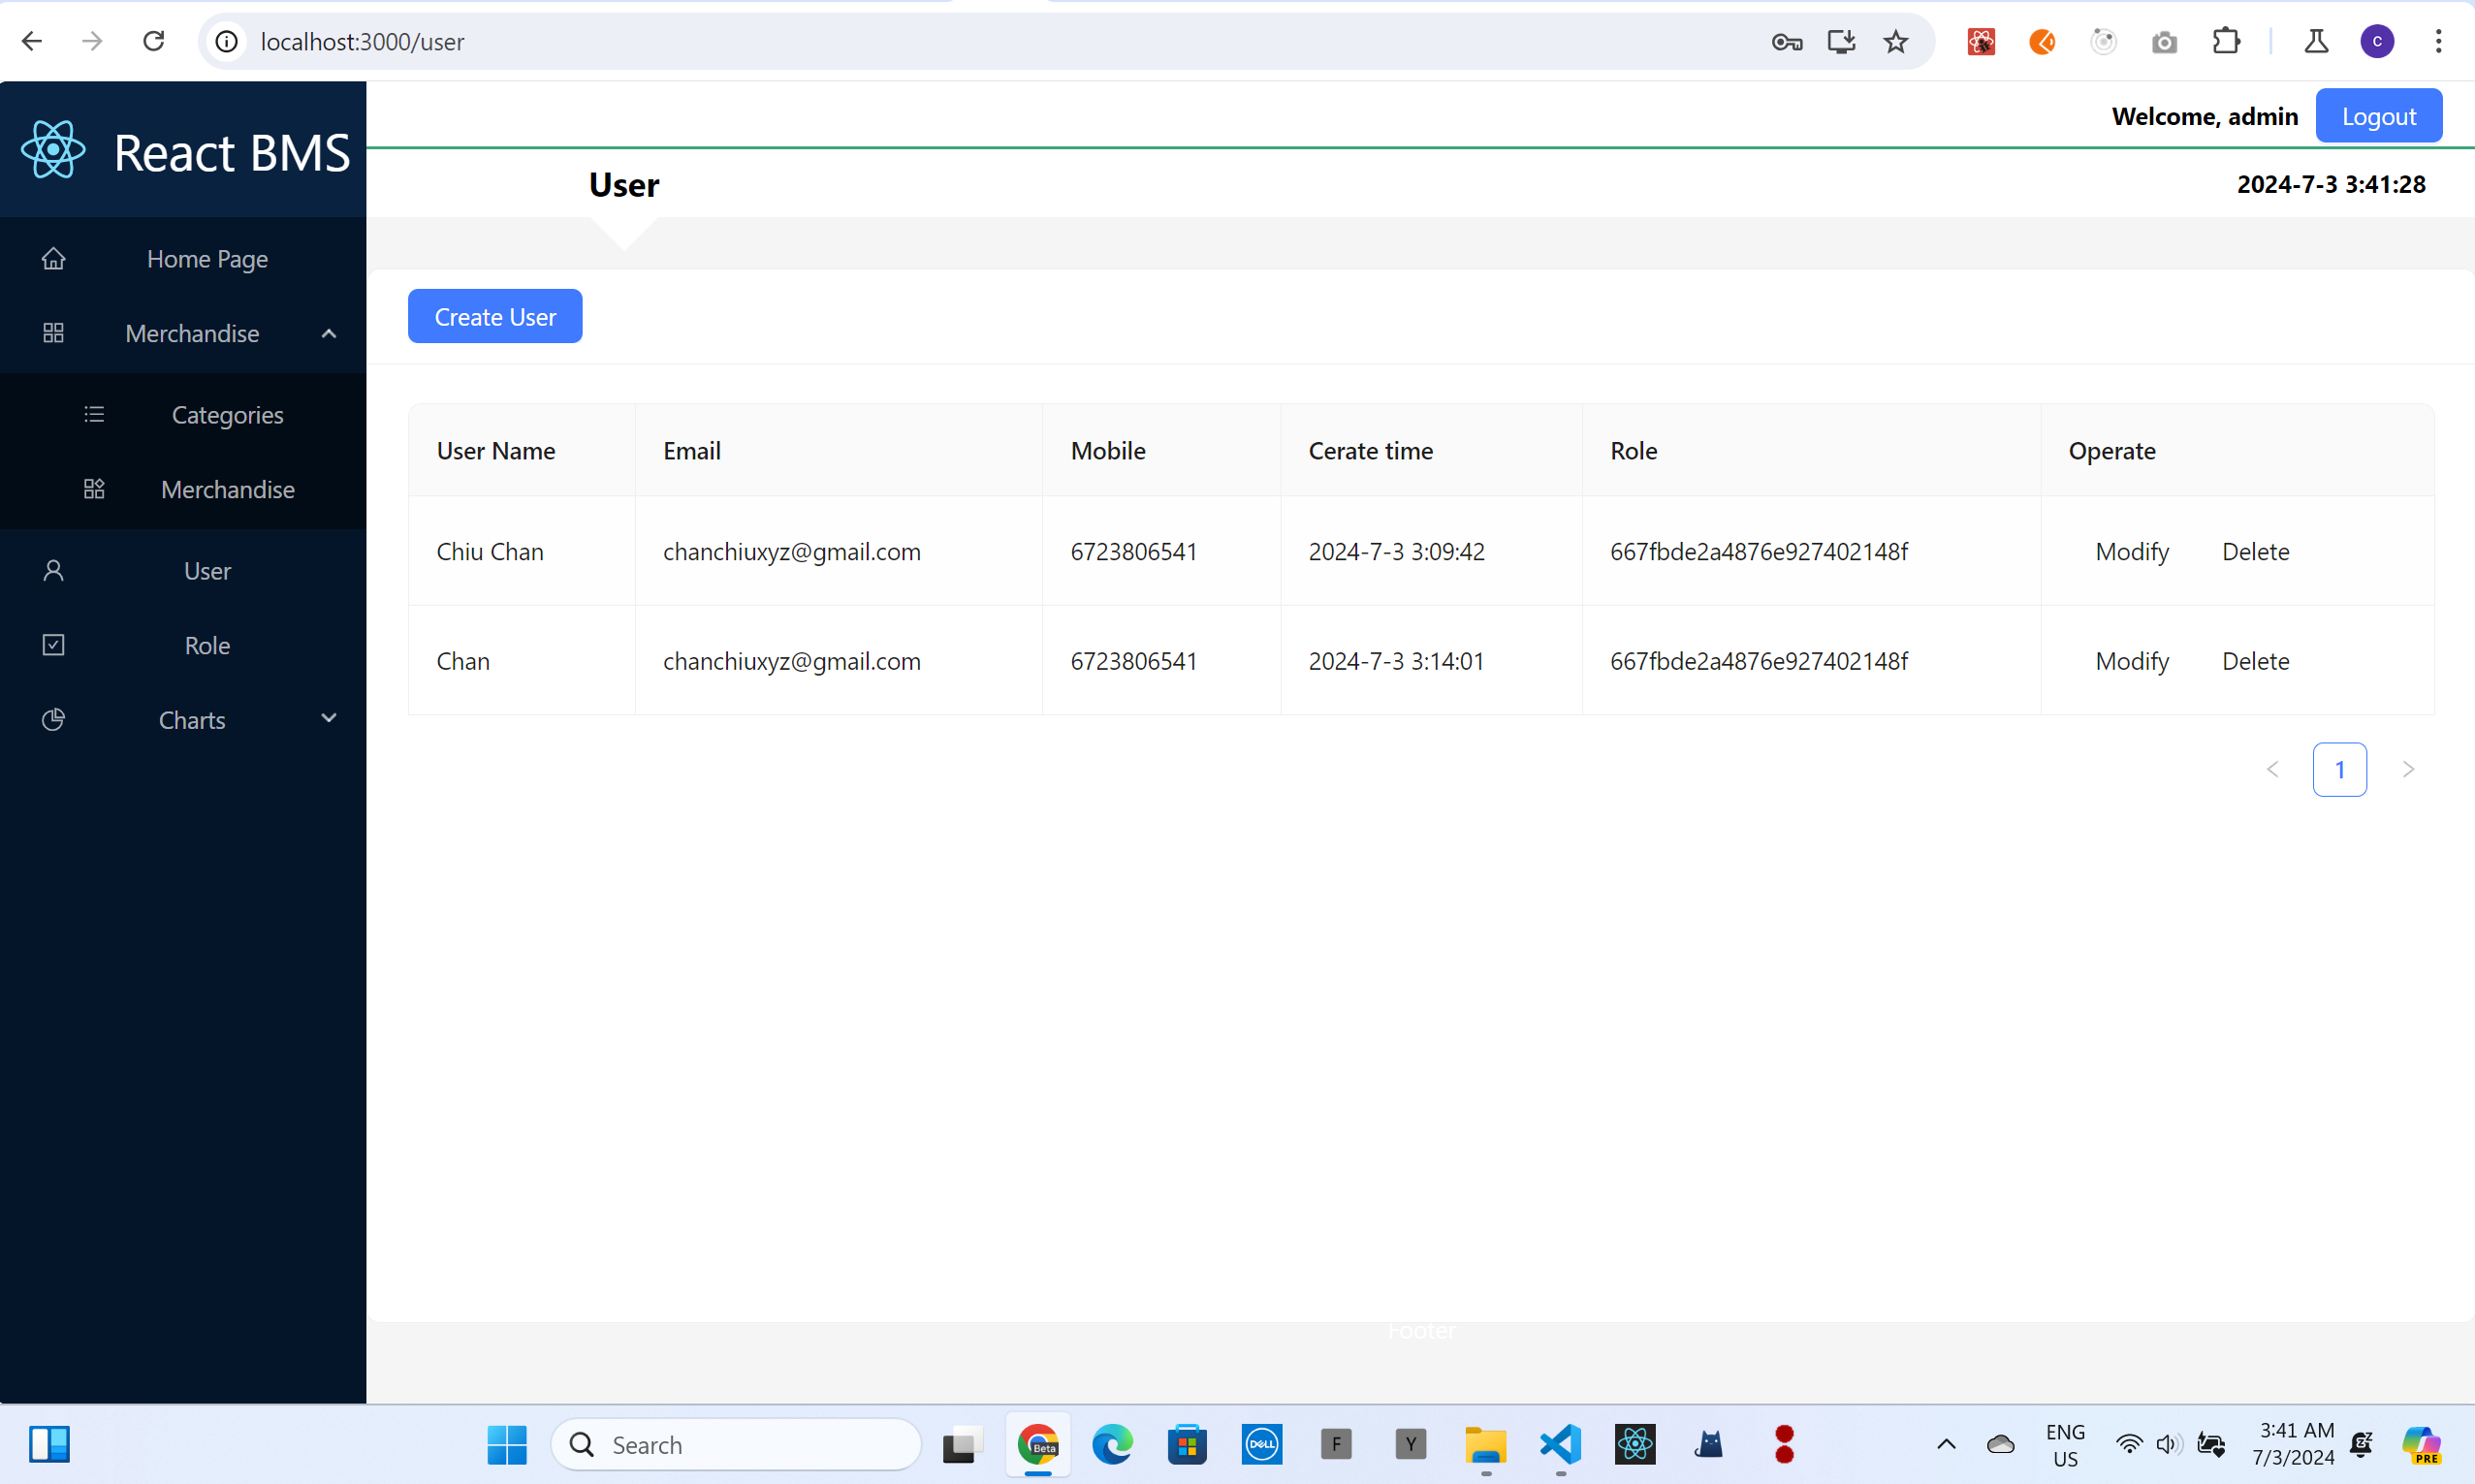 localhost:3000/user
C
React BMS
Welcome, admin
Logout
User
2024-7-3 3:41:28
Home Page
Merchandise
Categories
Merchandise
User
Role
Charts
Create User
User Name Email Mobile Cerate time Role Operate
Chiu Chan chanchiuxyz@gmail.com 6723806541 2024-7-3 3:09:42 667fbde2a4876e927402148f Modify Delete
Chan chanchiuxyz@gmail.com 6723806541 2024-7-3 3:14:01 667fbde2a4876e927402148f Modify Delete
1
Footer
Search
Beta
DELL
F
Y
ENG
US
3:41 AM
7/3/2024
PRE